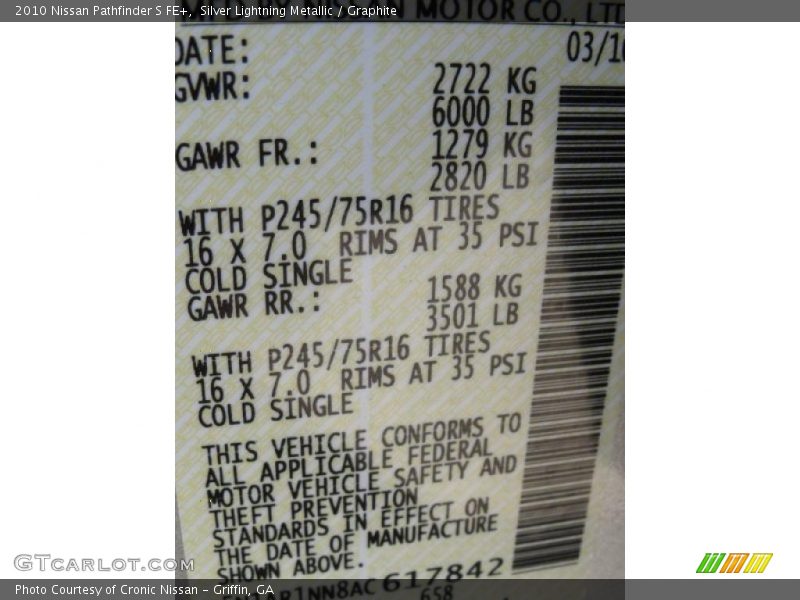 2010 Nissan Pathfinder S FE+, Silver Lightning Metallic / Graphite
MOTOR CO., LTD
DATE: 03/10
GVWR: 2722 KG
6000 LB
GAWR FR.: 1279 KG
2820 LB
WITH P245/75R16 TIRES
16 X 7.0 RIMS AT 35 PSI
COLD SINGLE
GAWR RR.: 1588 KG
3501 LB
WITH P245/75R16 TIRES
16 X 7.0 RIMS AT 35 PSI
COLD SINGLE
THIS VEHICLE CONFORMS TO
ALL APPLICABLE FEDERAL
MOTOR VEHICLE SAFETY AND
THEFT PREVENTION
STANDARDS IN EFFECT ON
THE DATE OF MANUFACTURE
SHOWN ABOVE.
GTcarlot.com
Photo Courtesy of Cronic Nissan - Griffin, GA